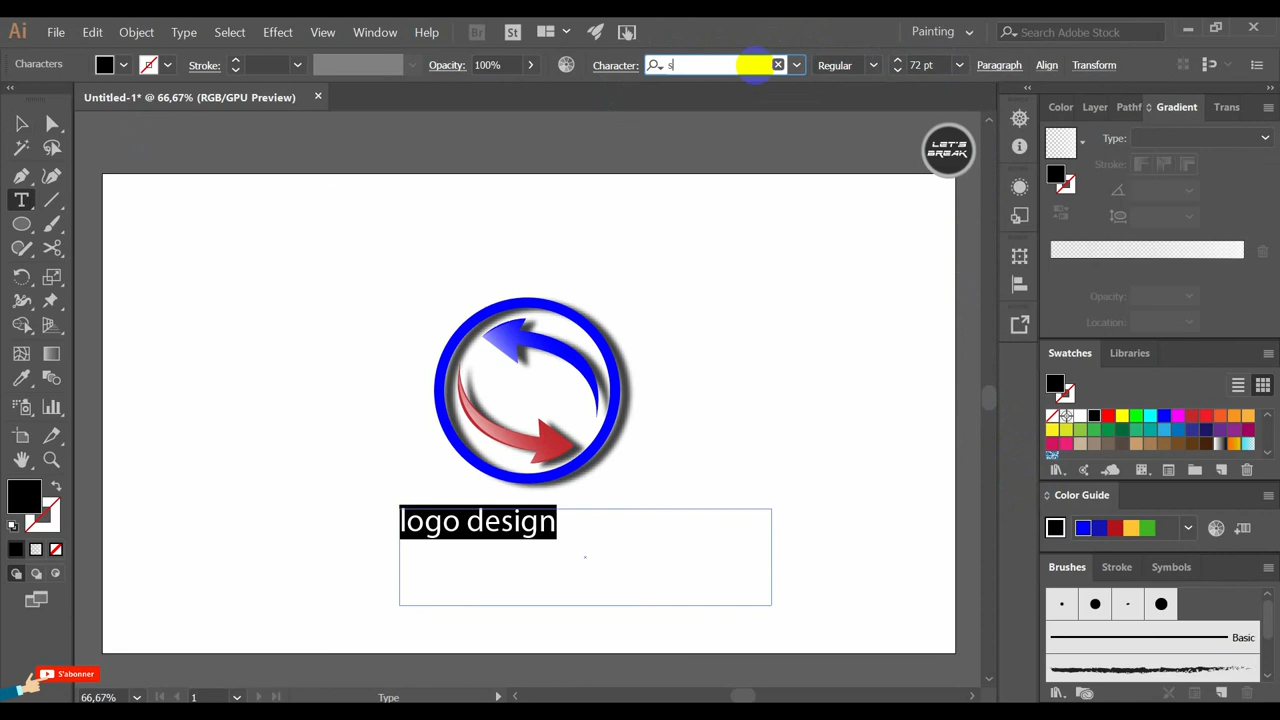 Ai File Edit Object Type Select Effect View Window Help Br St Painting Search Adobe Stock
Characters Stroke: Opacity: 100% Character: s Regular 72 pt Paragraph Align Transform
Untitled-1* @ 66,67% (RGB/GPU Preview)
Color Layer Pathf Gradient Trans
Type:
Stroke:
LET'S
BREAK
Opacity:
Location:
Swatches Libraries
Color Guide
logo design
Brushes Stroke Symbols
Basic
S'abonner
66,67% 1 Type